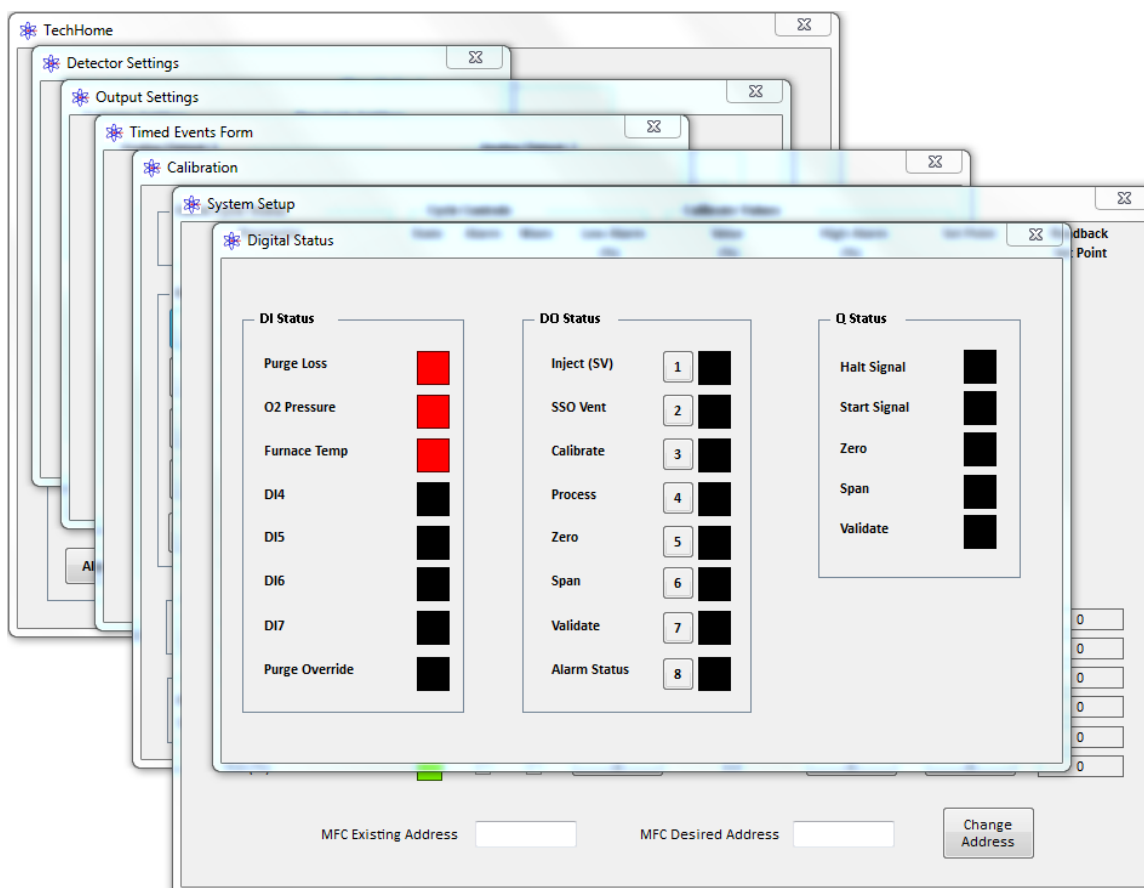 TechHome
Detector Settings
Output Settings
Timed Events Form
Calibration
System Setup
Digital Status
DI Status
Purge Loss
O2 Pressure
Furnace Temp
DI4
DI5
DI6
DI7
Purge Override
DO Status
Inject (SV) 1
SSO Vent 2
Calibrate 3
Process 4
Zero 5
Span 6
Validate 7
Alarm Status 8
Q Status
Halt Signal
Start Signal
Zero
Span
Validate
Point
0
0
0
0
0
0
MFC Existing Address
MFC Desired Address
Change
Address